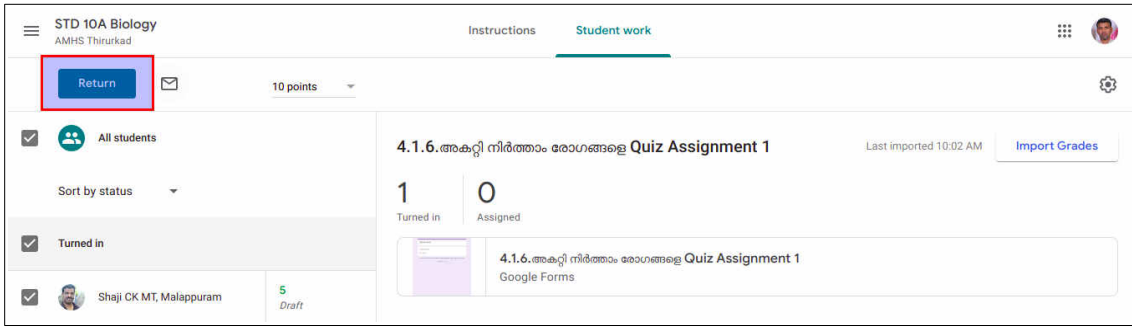 STD 10A Biology
AMHS Thirurkad
Instructions
Student work
Return
10 points
All students
Sort by status
Turned in
Shaji CK MT, Malappuram
5
Draft
4.1.6.അകറ്റി നിർത്താം രോഗങ്ങളെ Quiz Assignment 1
Last imported 10:02 AM
Import Grades
1
Turned in
0
Assigned
4.1.6.അകറ്റി നിർത്താം രോഗങ്ങളെ Quiz Assignment 1
Google Forms